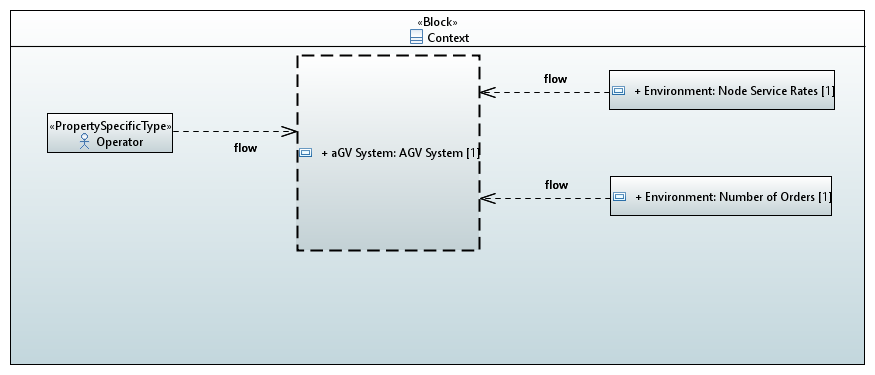 «Block»
Context
flow
+ Environment: Node Service Rates [1]
«PropertySpecificType»
Operator
flow
+ aGV System: AGV System [1]
flow
+ Environment: Number of Orders [1]